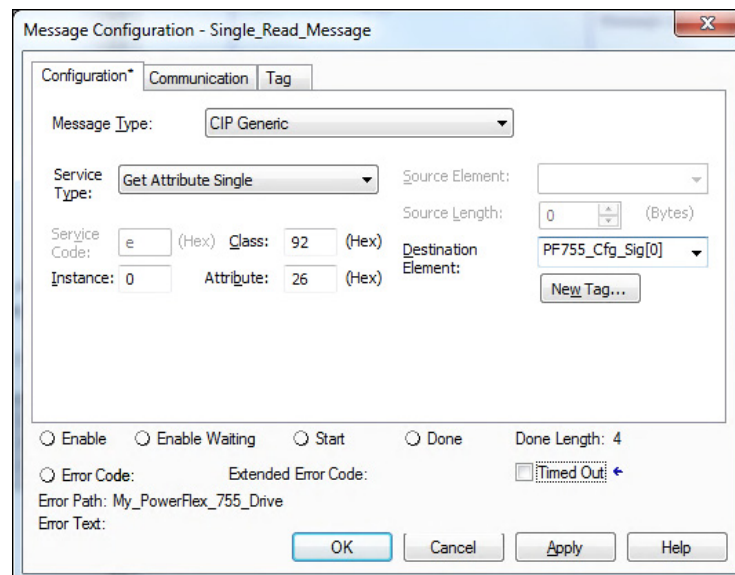 Message Configuration - Single_Read_Message
X
Configuration* Communication Tag
Message Type: CIP Generic
Service Type: Get Attribute Single
Source Element:
Source Length: 0 (Bytes)
Service Code: e (Hex) Class: 92 (Hex)
Destination Element: PF755_Cfg_Sig[0]
Instance: 0 Attribute: 26 (Hex)
New Tag...
Enable Enable Waiting Start Done Done Length: 4
Error Code: Extended Error Code: Timed Out ←
Error Path: My_PowerFlex_755_Drive
Error Text:
OK Cancel Apply Help